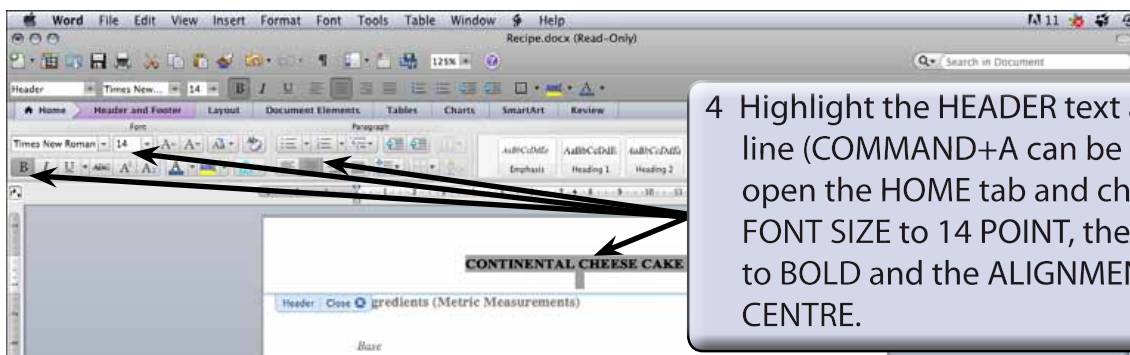 Word File Edit View Insert Format Font Tools Table Window Help 11
Recipe.docx (Read-Only)
125% Search in Document
Header Times New... 14 B I U
Home Header and Footer Layout Document Elements Tables Charts SmartArt Review
Font Paragraph
Times New Roman 14 A- A- Aa
AaBbCcDdEe AaBbCcDdE AaBbCcDdEe
B I U ABC A A A
Emphasis Heading 1 Heading 2
CONTINENTAL CHEESE CAKE
Header Close gredients (Metric Measurements)
Base
4 Highlight the HEADER text
line (COMMAND+A can be
open the HOME tab and ch
FONT SIZE to 14 POINT, the
to BOLD and the ALIGNMEN
CENTRE.